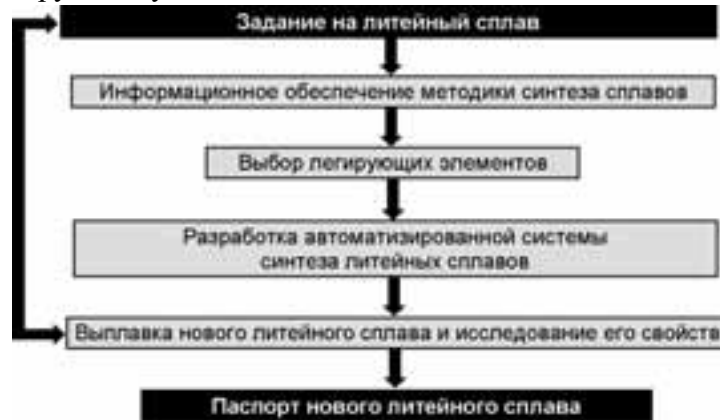 Задание на литейный сплав
Информационное обеспечение методики синтеза сплавов
Выбор легирующих элементов
Разработка автоматизированной системы
синтеза литейных сплавов
Выплавка нового литейного сплава и исследование его свойств
Паспорт нового литейного сплава